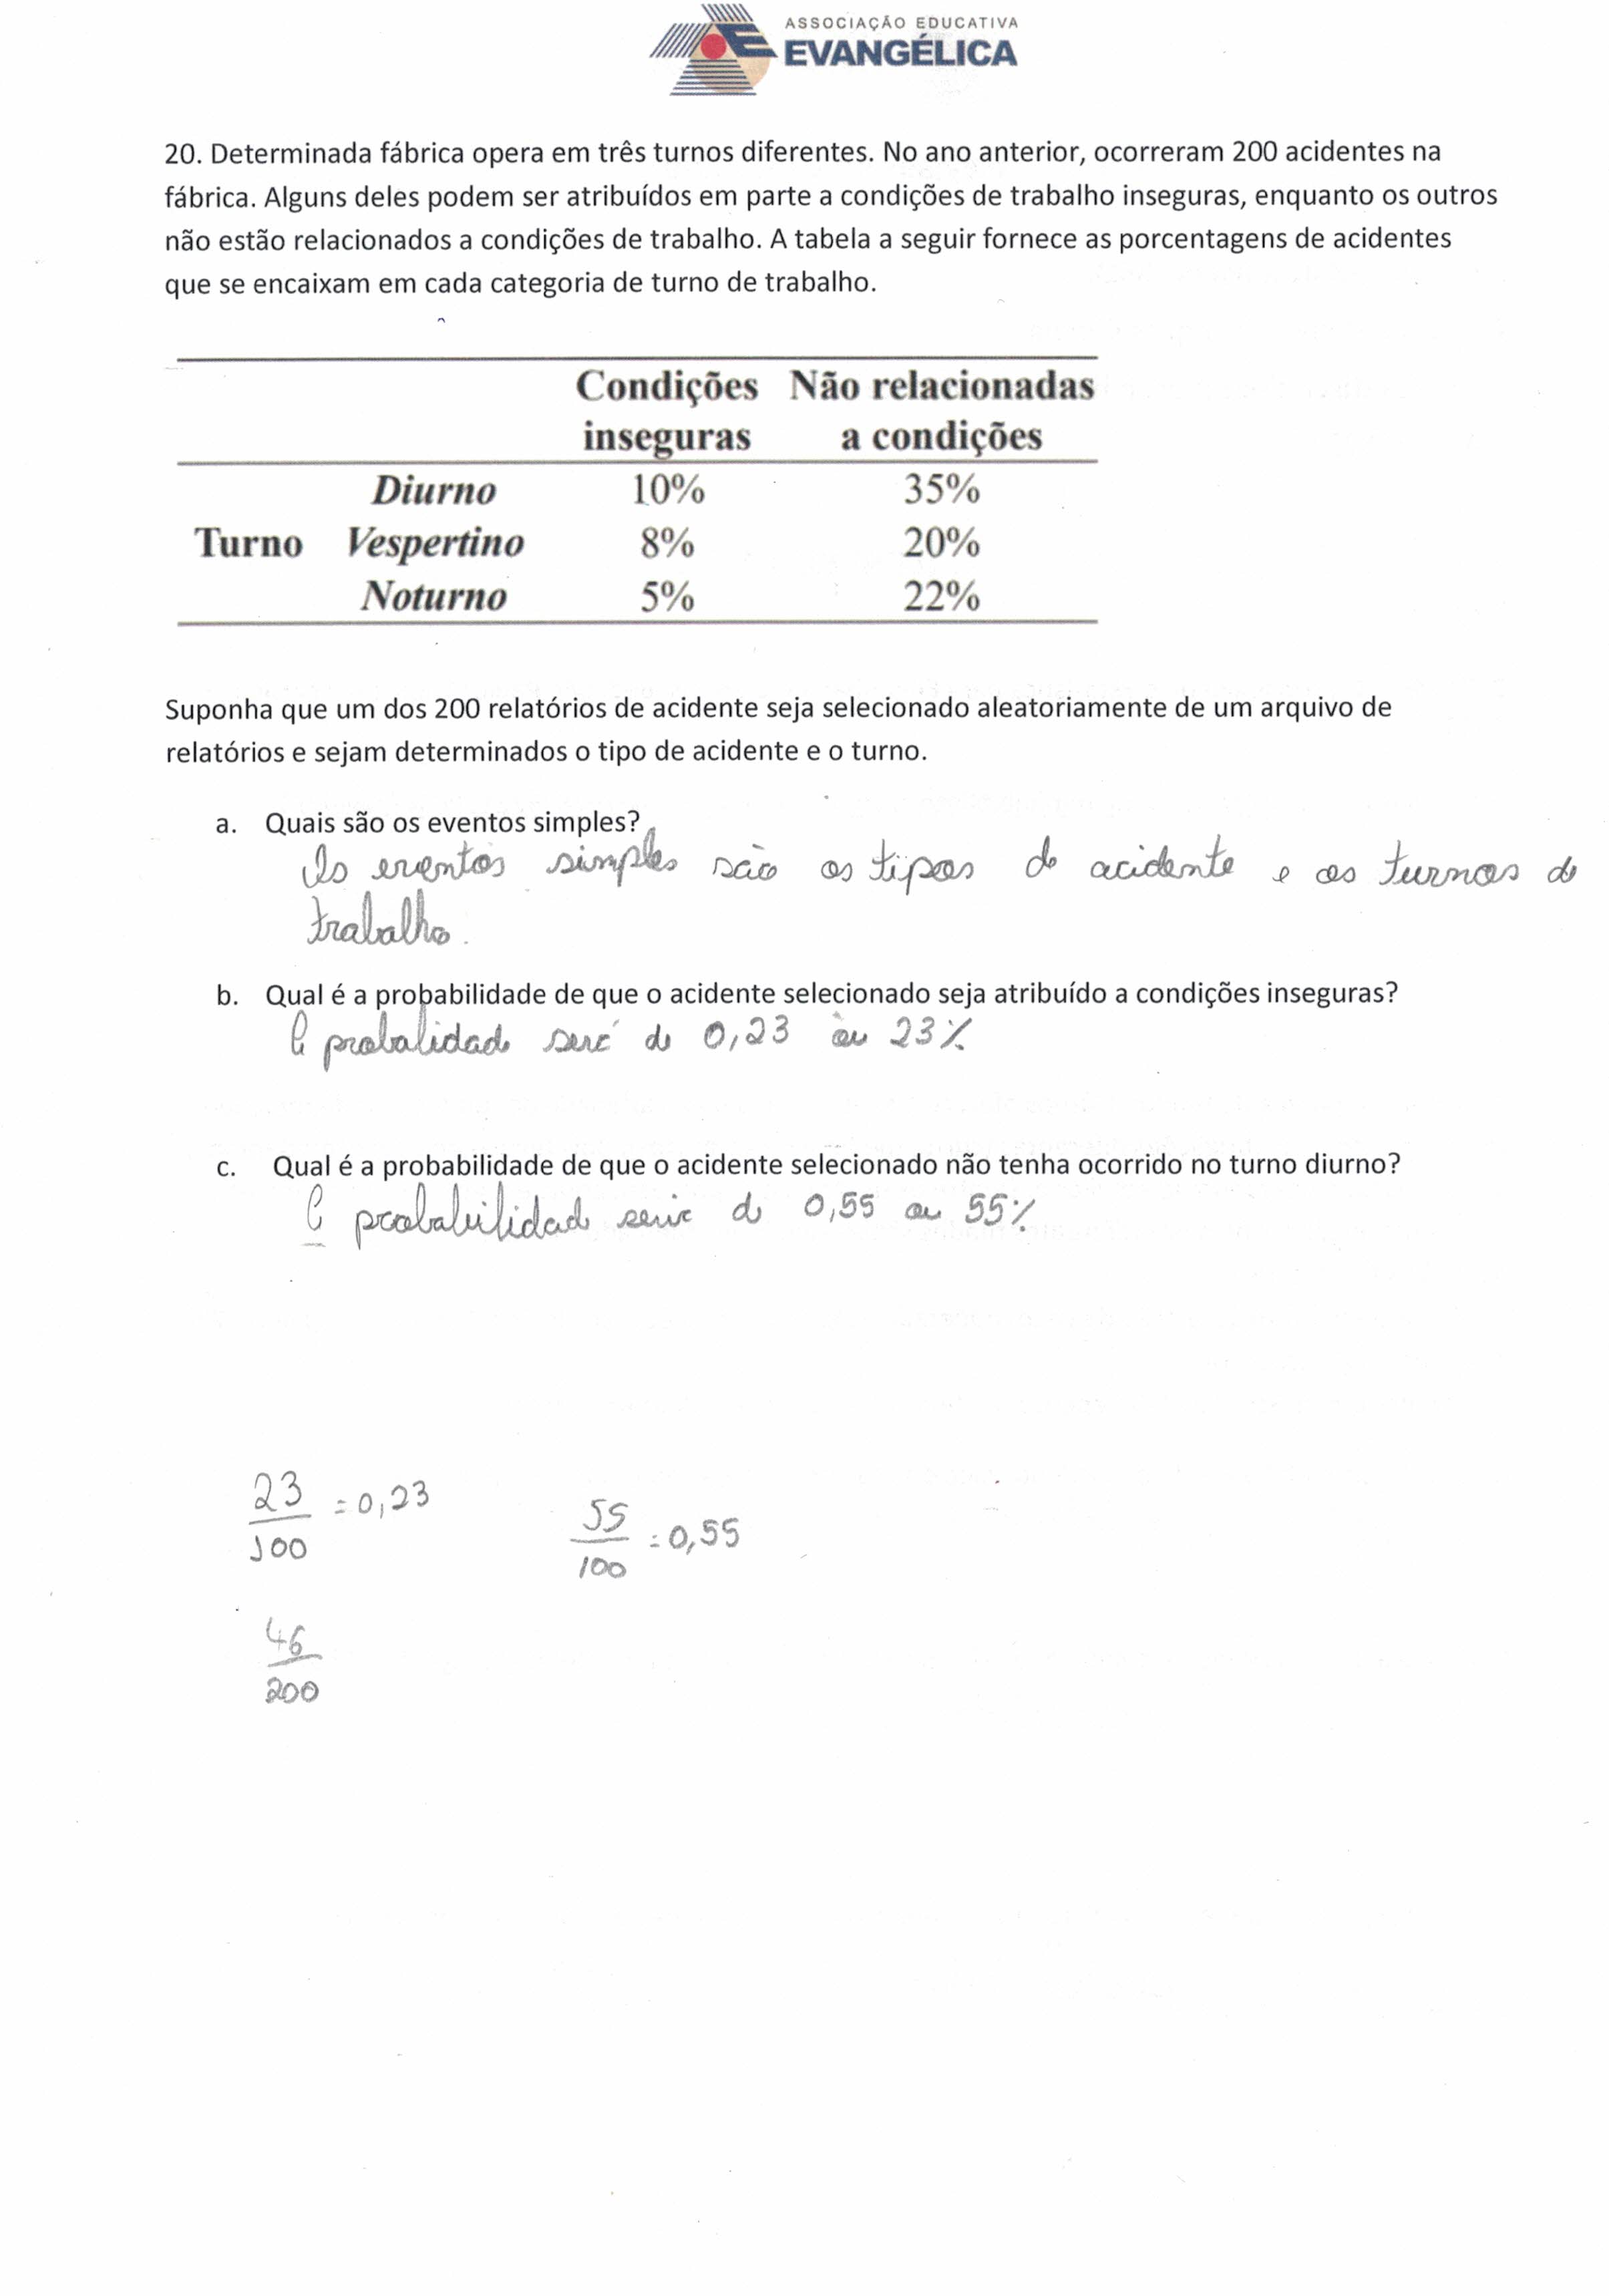 ASSOCIAÇÃO EDUCATIVA
EVANGÉLICA
20. Determinada fábrica opera em três turnos diferentes. No ano anterior, ocorreram 200 acidentes na
fábrica. Alguns deles podem ser atribuídos em parte a condições de trabalho inseguras, enquanto os outros
não estão relacionados a condições de trabalho. A tabela a seguir fornece as porcentagens de acidentes
que se encaixam em cada categoria de turno de trabalho.
Condições Não relacionadas
inseguras a condições
Diurno 10% 35%
Turno Vespertino 8% 20%
Noturno 5% 22%
Suponha que um dos 200 relatórios de acidente seja selecionado aleatoriamente de um arquivo de
relatórios e sejam determinados o tipo de acidente e o turno.
a. Quais são os eventos simples?
Os eventos simples são os tipos de acidente e os turnos de
trabalho.
b. Qual é a probabilidade de que o acidente selecionado seja atribuído a condições inseguras?
A probalidade será de 0,23 ou 23%
c. Qual é a probabilidade de que o acidente selecionado não tenha ocorrido no turno diurno?
A probabilidade seria de 0,55 ou 55%
23/100 = 0,23 55/100 = 0,55
46/200